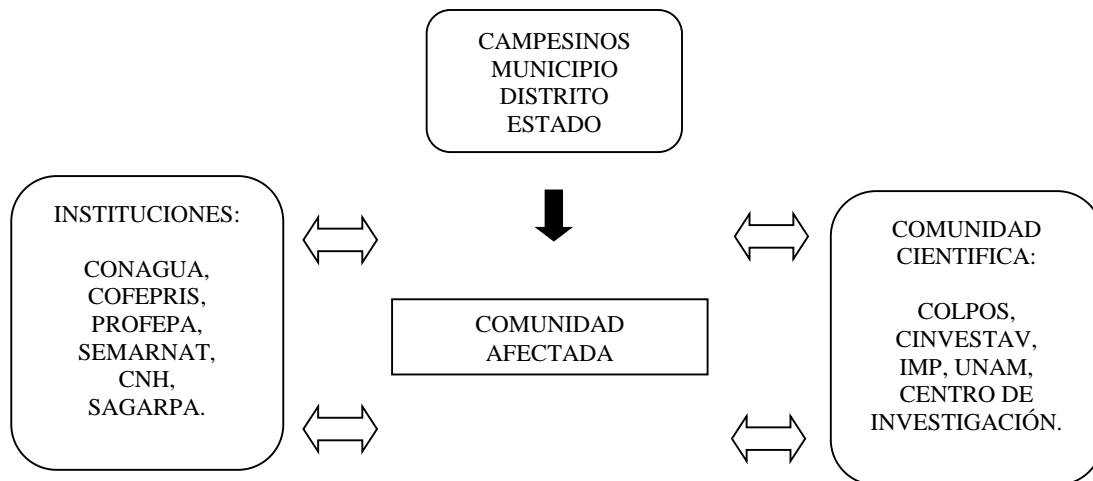 CAMPESINOS
MUNICIPIO
DISTRITO
ESTADO
INSTITUCIONES:
CONAGUA,
COFEPRIS,
PROFEPA,
SEMARNAT,
CNH,
SAGARPA.
COMUNIDAD
AFECTADA
COMUNIDAD
CIENTIFICA:
COLPOS,
CINVESTAV,
IMP, UNAM,
CENTRO DE
INVESTIGACIÓN.